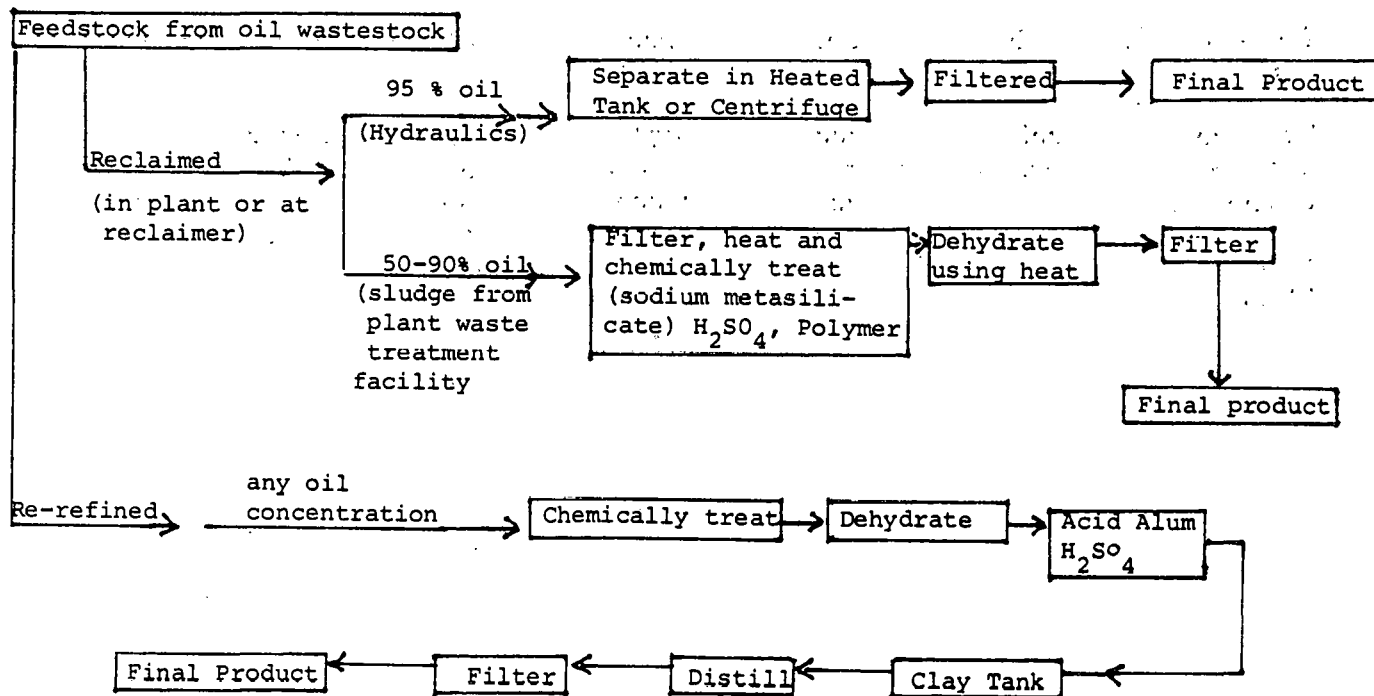 Feedstock from oil wastestock
95 % oil
(Hydraulics)
Separate in Heated
Tank or Centrifuge
Filtered
Final Product
Reclaimed
(in plant or at
reclaimer)
50-90% oil
(sludge from
plant waste
treatment
facility
Filter, heat and
chemically treat
(sodium metasili-
cate) H2SO4, Polymer
Dehydrate
using heat
Filter
Final product
Re-refined
any oil
concentration
Chemically treat
Dehydrate
Acid Alum
H2So4
Clay Tank
Distill
Filter
Final Product